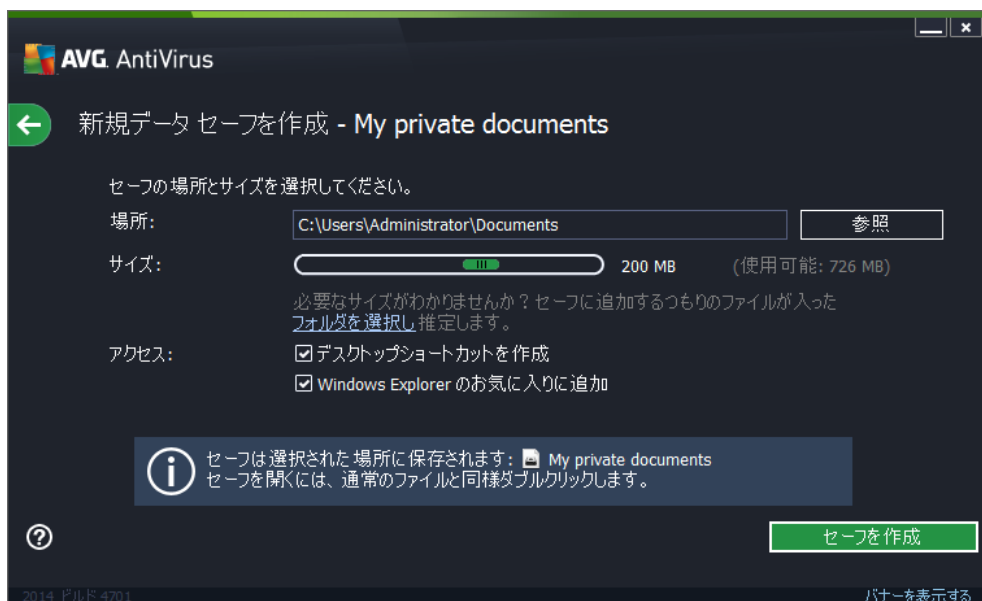 AVG. AntiVirus
新規データ セーフを作成 - My private documents
セーフの場所とサイズを選択してください。
場所: C:\Users\Administrator\Documents 参照
サイズ: 200 MB (使用可能: 726 MB)
必要なサイズがわかりませんか？セーフに追加するつもりのファイルが入った
フォルダを選択し推定します。
アクセス: デスクトップショートカットを作成
Windows Explorer のお気に入りに追加
セーフは選択された場所に保存されます: My private documents
セーフを開くには、通常のファイルと同様ダブルクリックします。
セーフを作成
2014 ビルド 4701 バナーを表示する